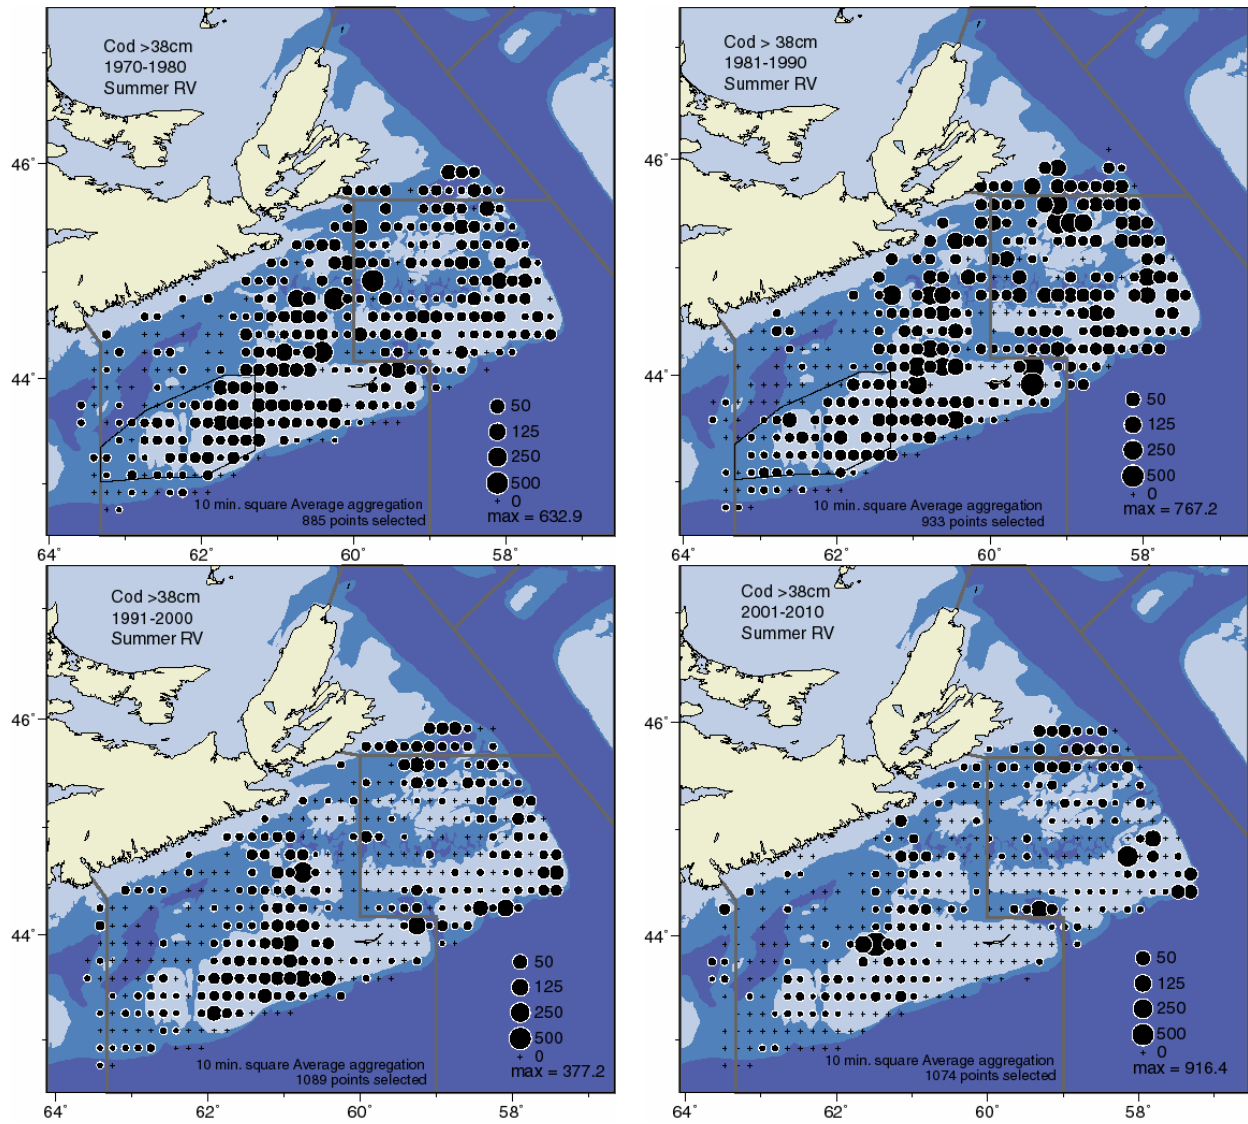 Cod >38cm
1970-1980
Summer RV
46°
44°
50
125
250
500
0
max = 632.9
10 min. square Average aggregation
885 points selected
64°
62°
60°
58°
Cod > 38cm
1981-1990
Summer RV
46°
44°
50
125
250
500
0
max = 767.2
10 min. square Average aggregation
933 points selected
64°
62°
60°
58°
Cod >38cm
1991-2000
Summer RV
46°
44°
50
125
250
500
0
max = 377.2
10 min. square Average aggregation
1089 points selected
64°
62°
60°
58°
Cod >38cm
2001-2010
Summer RV
46°
44°
50
125
250
500
0
max = 916.4
10 min. square Average aggregation
1074 points selected
64°
62°
60°
58°